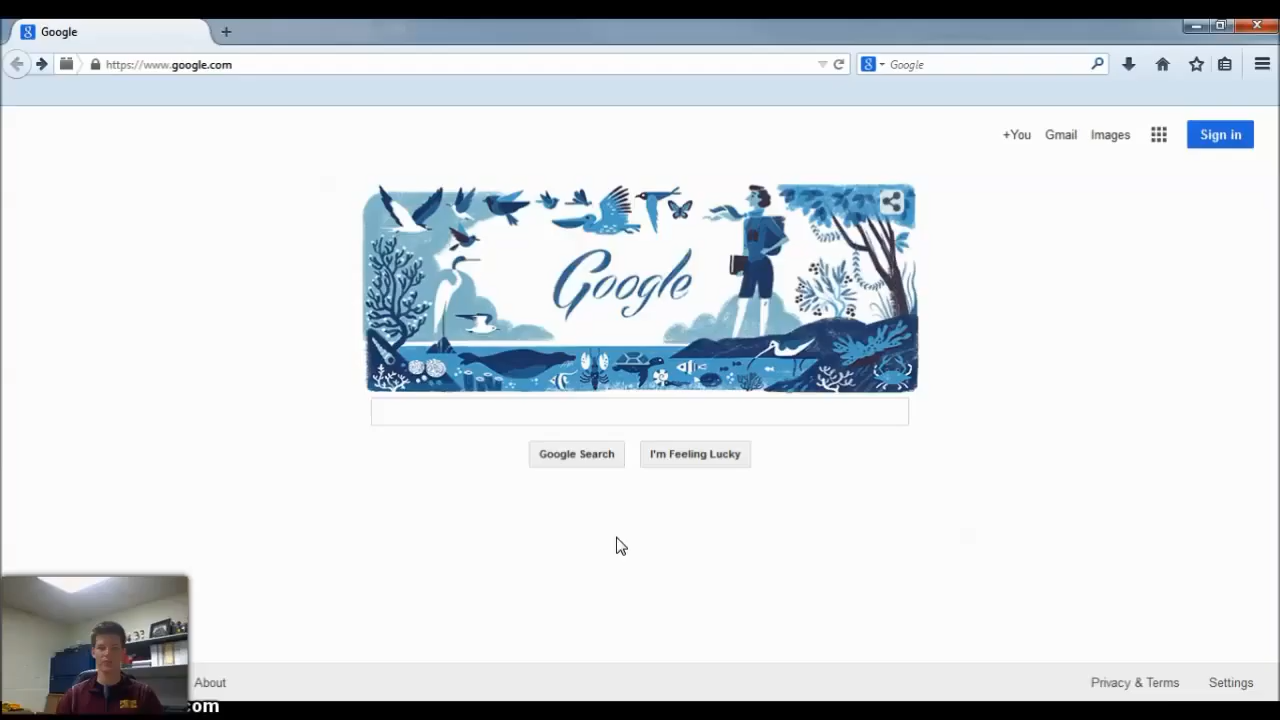 Google
https://www.google.com
Google
+You Gmail Images Sign in
Google
Google Search I'm Feeling Lucky
About Privacy & Terms Settings
com